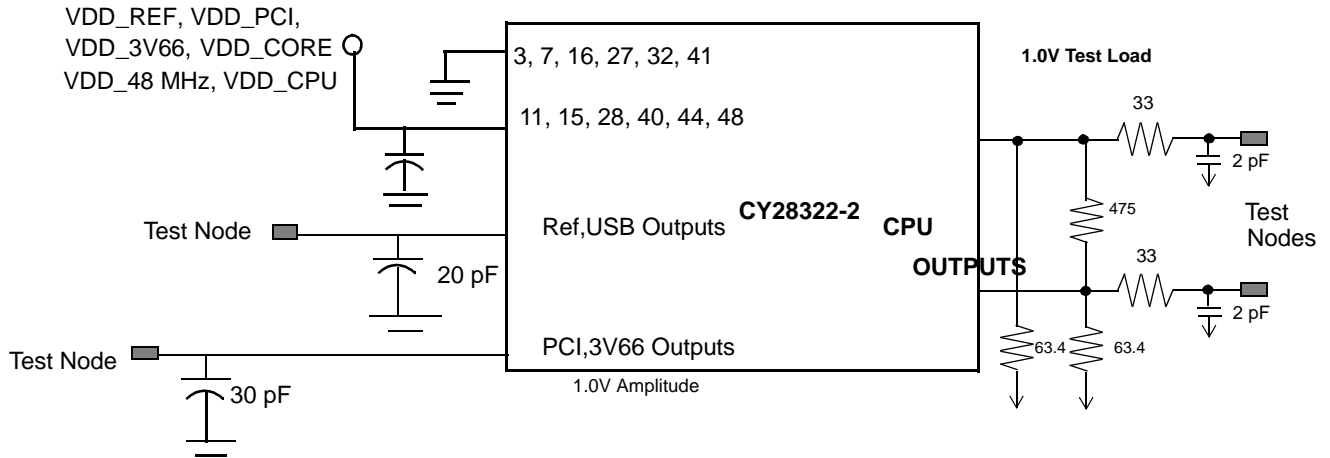 VDD_REF, VDD_PCI,
VDD_3V66, VDD_CORE
VDD_48 MHz, VDD_CPU
3, 7, 16, 27, 32, 41
11, 15, 28, 40, 44, 48
1.0V Test Load
33
2 pF
475
Test Node
Ref,USB Outputs
CY28322-2
CPU
OUTPUTS
Test
Nodes
33
2 pF
20 pF
Test Node
PCI,3V66 Outputs
63.4
63.4
30 pF
1.0V Amplitude